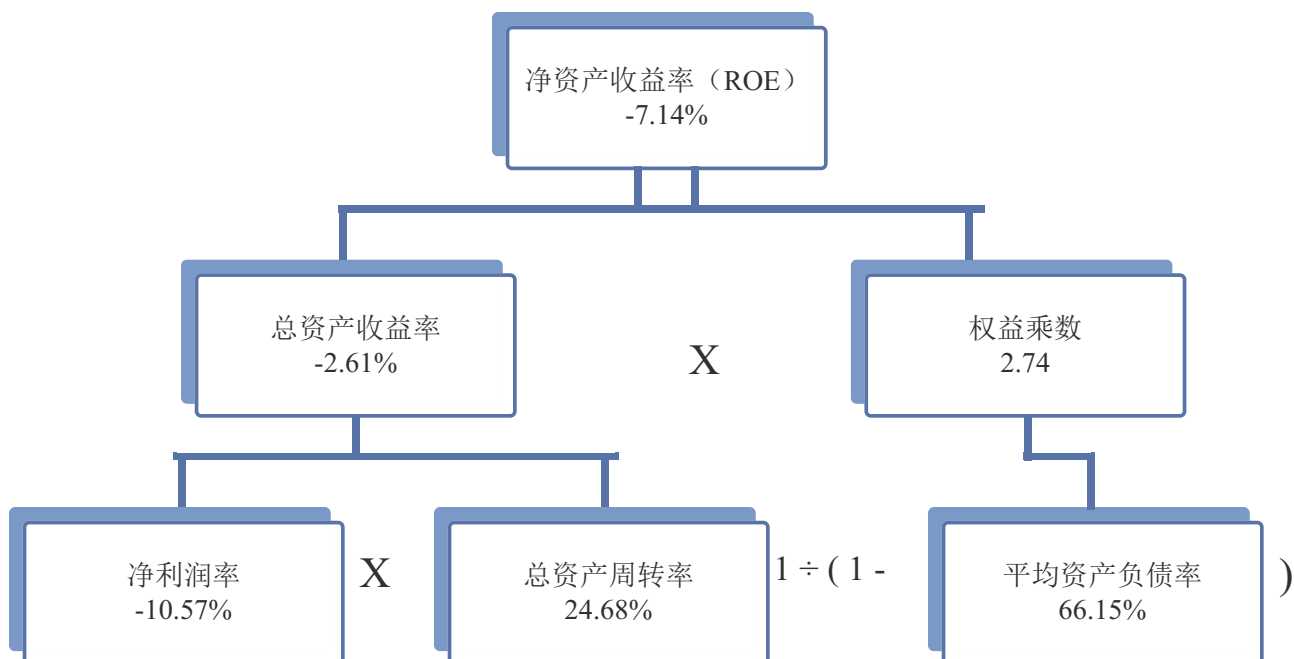 净资产收益率（ROE）
-7.14%
总资产收益率
-2.61%
X
权益乘数
2.74
净利润率
-10.57%
X
总资产周转率
24.68%
1 ÷ ( 1 -
平均资产负债率
66.15%
)